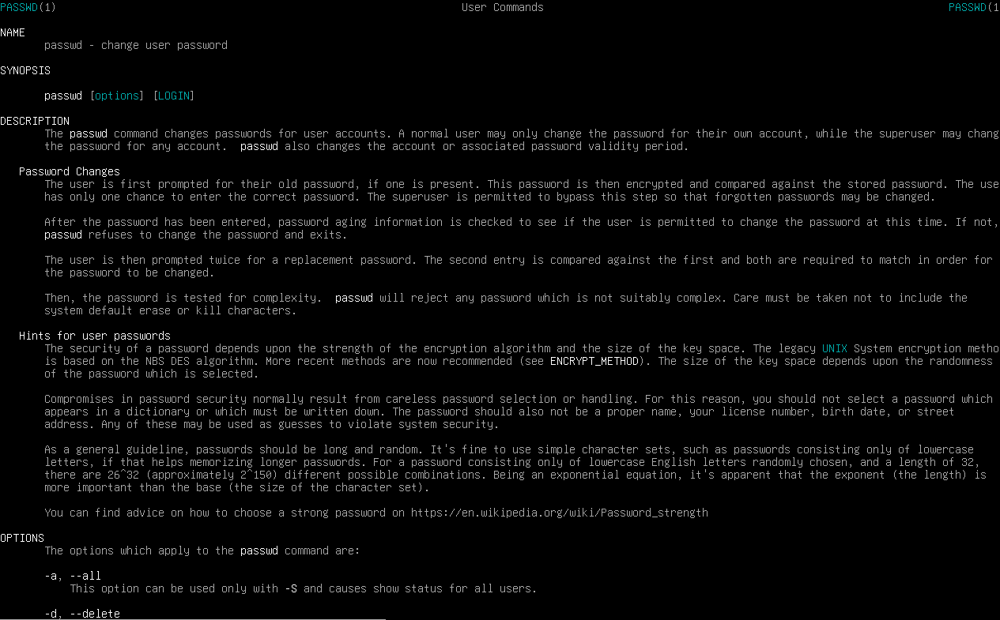 PASSWD(1) User Commands PASSWD(1
NAME
passwd - change user password
SYNOPSIS
passwd [options] [LOGIN]
DESCRIPTION
The passwd command changes passwords for user accounts. A normal user may only change the password for their own account, while the superuser may chang
the password for any account.  passwd also changes the account or associated password validity period.
Password Changes
The user is first prompted for their old password, if one is present. This password is then encrypted and compared against the stored password. The use
has only one chance to enter the correct password. The superuser is permitted to bypass this step so that forgotten passwords may be changed.
After the password has been entered, password aging information is checked to see if the user is permitted to change the password at this time. If not,
passwd refuses to change the password and exits.
The user is then prompted twice for a replacement password. The second entry is compared against the first and both are required to match in order for
the password to be changed.
Then, the password is tested for complexity.  passwd will reject any password which is not suitably complex. Care must be taken not to include the
system default erase or kill characters.
Hints for user passwords
The security of a password depends upon the strength of the encryption algorithm and the size of the key space. The legacy UNIX System encryption metho
is based on the NBS DES algorithm. More recent methods are now recommended (see ENCRYPT_METHOD). The size of the key space depends upon the randomness
of the password which is selected.
Compromises in password security normally result from careless password selection or handling. For this reason, you should not select a password which
appears in a dictionary or which must be written down. The password should also not be a proper name, your license number, birth date, or street
address. Any of these may be used as guesses to violate system security.
As a general guideline, passwords should be long and random. It's fine to use simple character sets, such as passwords consisting only of lowercase
letters, if that helps memorizing longer passwords. For a password consisting only of lowercase English letters randomly chosen, and a length of 32,
there are 26^32 (approximately 2^150) different possible combinations. Being an exponential equation, it's apparent that the exponent (the length) is
more important than the base (the size of the character set).
You can find advice on how to choose a strong password on https://en.wikipedia.org/wiki/Password_strength
OPTIONS
The options which apply to the passwd command are:
-a, --all
This option can be used only with -S and causes show status for all users.
-d, --delete